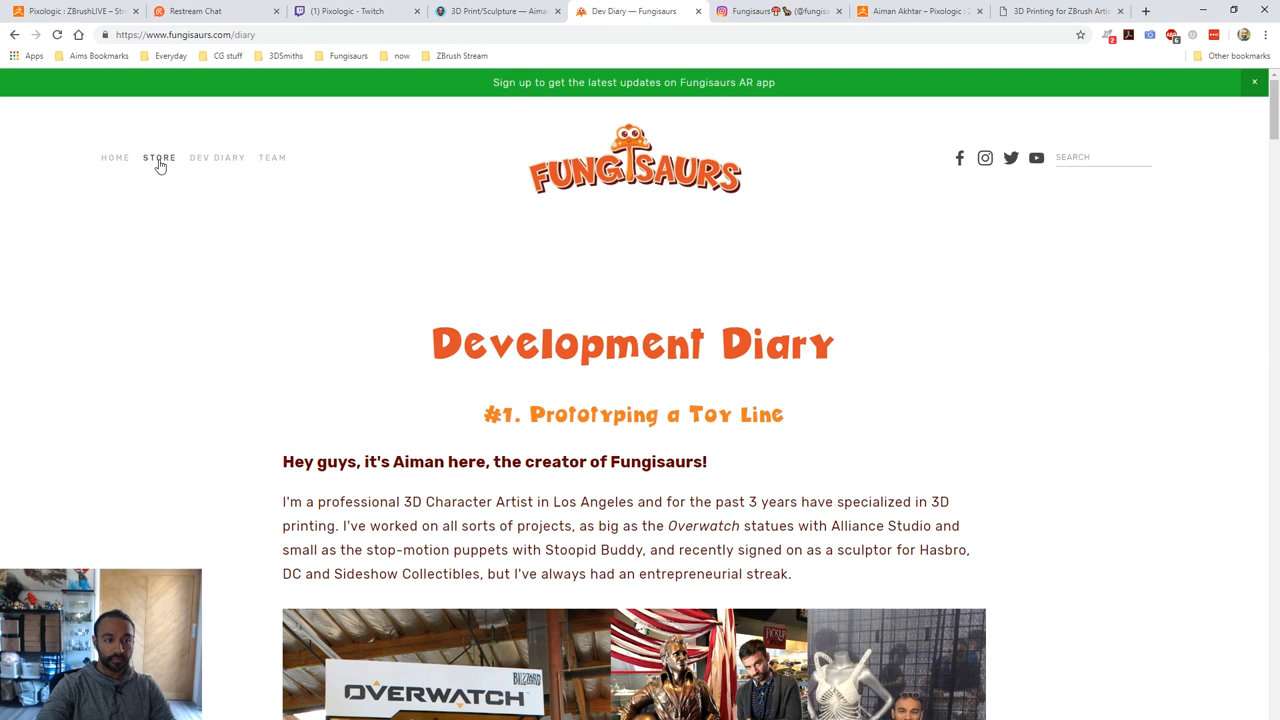 Pixologic : ZBrushLIVE – Str
Restream Chat
(1) Pixologic - Twitch
3D Print/Sculpture — Aima
Dev Diary — Fungisaurs
Fungisaurs🍄🦕 (@fungisa
Aiman Akhtar – Pixologic : Z
3D Printing for ZBrush Artis
https://www.fungisaurs.com/diary
Apps
Aims Bookmarks
Everyday
CG stuff
3DSmiths
Fungisaurs
now
ZBrush Stream
Other bookmarks
Sign up to get the latest updates on Fungisaurs AR app
HOME STORE DEV DIARY TEAM
FUNGISAURS
SEARCH
Development Diary
#1. Prototyping a Toy Line
Hey guys, it's Aiman here, the creator of Fungisaurs!
I'm a professional 3D Character Artist in Los Angeles and for the past 3 years have specialized in 3D
printing. I've worked on all sorts of projects, as big as the Overwatch statues with Alliance Studio and
small as the stop-motion puppets with Stoopid Buddy, and recently signed on as a sculptor for Hasbro,
DC and Sideshow Collectibles, but I've always had an entrepreneurial streak.
BLIZZARD
OVERWATCH
PICKUP